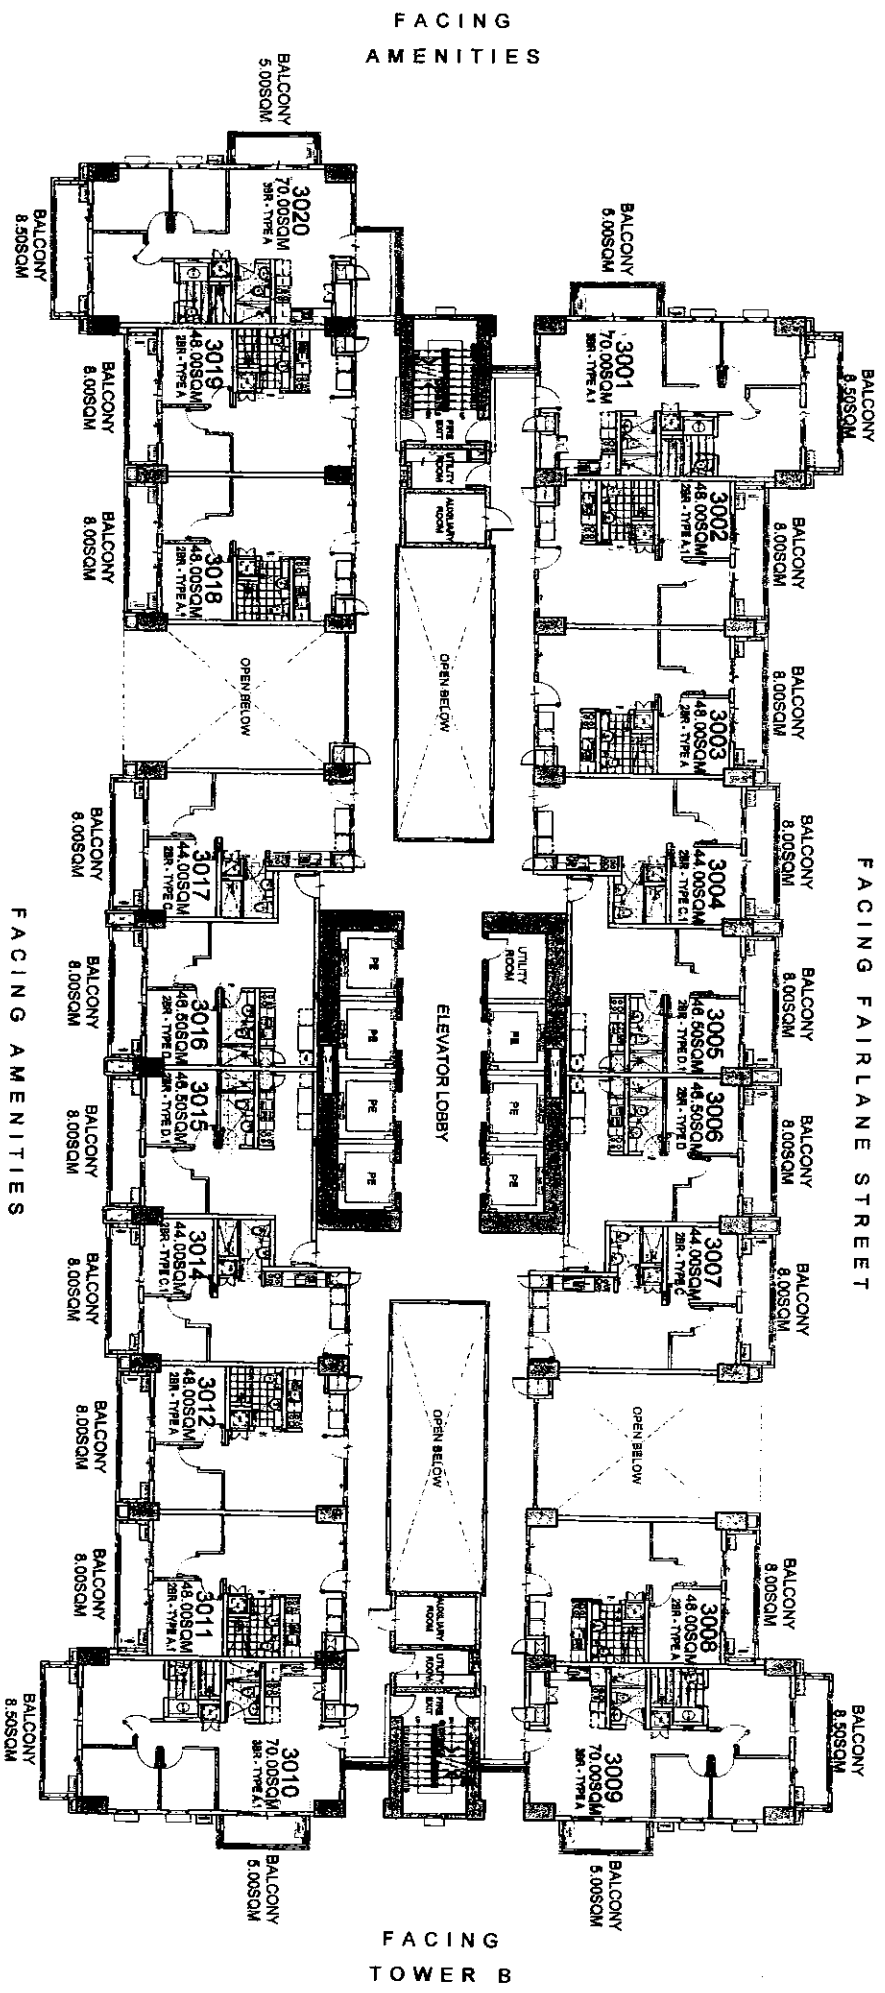 FACING
AMENITIES
BALCONY
5.00SQM
3020
70.00SQM
3BR - TYPE A
BALCONY
8.50SQM
BALCONY
5.00SQM
3001
70.00SQM
3BR - TYPE A.1
BALCONY
8.50SQM
3019
48.00SQM
2BR - TYPE A
BALCONY
8.00SQM
FIRE
EXIT
UTILITY
ROOM
AUXILIARY
ROOM
3002
48.00SQM
2BR - TYPE A.1
BALCONY
8.00SQM
3018
48.00SQM
2BR - TYPE A.1
BALCONY
8.00SQM
OPEN BELOW
OPEN BELOW
3003
48.00SQM
2BR - TYPE A
BALCONY
8.00SQM
3017
44.00SQM
2BR - TYPE C
BALCONY
8.00SQM
3004
44.00SQM
2BR - TYPE C.1
BALCONY
8.00SQM
FACING AMENITIES
FACING FAIRLANE STREET
3016
46.50SQM
2BR - TYPE D
BALCONY
8.00SQM
PE
PE
PE
PE
ELEVATOR LOBBY
UTILITY
ROOM
PE
PE
PE
3005
46.50SQM
2BR - TYPE D.1
BALCONY
8.00SQM
3015
46.50SQM
2BR - TYPE D.1
BALCONY
8.00SQM
3006
46.50SQM
2BR - TYPE D
BALCONY
8.00SQM
3014
44.00SQM
2BR - TYPE C.1
BALCONY
8.00SQM
3007
44.00SQM
2BR - TYPE C
BALCONY
8.00SQM
3012
48.00SQM
2BR - TYPE A
BALCONY
8.00SQM
OPEN BELOW
OPEN BELOW
3011
48.00SQM
2BR - TYPE A.1
BALCONY
8.00SQM
AUXILIARY
ROOM
UTILITY
ROOM
FIRE
EXIT
3008
48.00SQM
2BR - TYPE A
BALCONY
8.00SQM
3010
70.00SQM
3BR - TYPE A.1
BALCONY
8.50SQM
BALCONY
5.00SQM
3009
70.00SQM
3BR - TYPE A
BALCONY
8.50SQM
BALCONY
5.00SQM
FACING
TOWER B